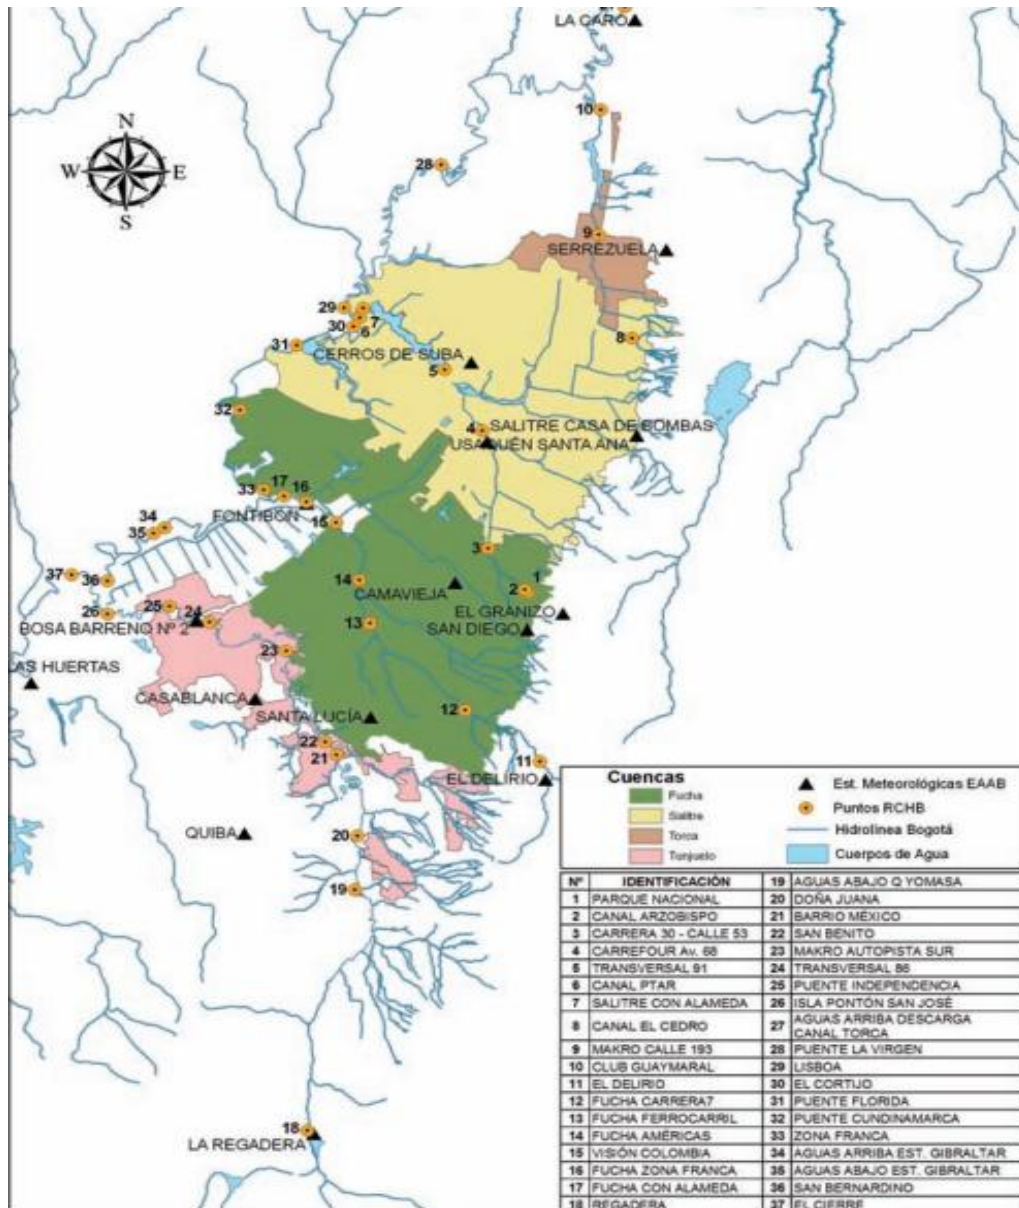 LA CARO
10
28
N
W E
S
9
SERREZUELA
29
7
30
6
8
31
CERROS DE SUBA
5
32
4 SALITRE CASA DE BOMBAS
USAQUÉN SANTA ANA
33 17 16
FONTIBÓN
15
34
35
3
37
36
14
CAMAVIEJA
2 1
25
24
26
EL GRANIZO
BOSA BARRENO Nº 2
13
SAN DIEGO
23
AS HUERTAS
CASABLANCA
SANTA LUCÍA
12
22
21
11
EL DELIRIO
QUIBA
20
19
18
LA REGADERA
Cuencas
Fucha
Salitre
Torca
Tunjuelo
Est. Meteorológicas EAAB
Puntos RCHB
Hidrolínea Bogotá
Cuerpos de Agua
Nº IDENTIFICACIÓN 19 AGUAS ABAJO Q YOMASA
1 PARQUE NACIONAL 20 DOÑA JUANA
2 CANAL ARZOBISPO 21 BARRIO MÉXICO
3 CARRERA 30 - CALLE 53 22 SAN BENITO
4 CARREFOUR Av. 68 23 MAKRO AUTOPISTA SUR
5 TRANSVERSAL 91 24 TRANSVERSAL 86
6 CANAL PTAR 25 PUENTE INDEPENDENCIA
7 SALITRE CON ALAMEDA 26 ISLA PONTÓN SAN JOSÉ
8 CANAL EL CEDRO 27 AGUAS ARRIBA DESCARGA
CANAL TORCA
9 MAKRO CALLE 193 28 PUENTE LA VIRGEN
10 CLUB GUAYMARAL 29 LISBOA
11 EL DELIRIO 30 EL CORTIJO
12 FUCHA CARRERA7 31 PUENTE FLORIDA
13 FUCHA FERROCARRIL 32 PUENTE CUNDINAMARCA
14 FUCHA AMÉRICAS 33 ZONA FRANCA
15 VISIÓN COLOMBIA 34 AGUAS ARRIBA EST. GIBRALTAR
16 FUCHA ZONA FRANCA 35 AGUAS ABAJO EST. GIBRALTAR
17 FUCHA CON ALAMEDA 36 SAN BERNARDINO
18 REGADERA 37 EL CIERRE